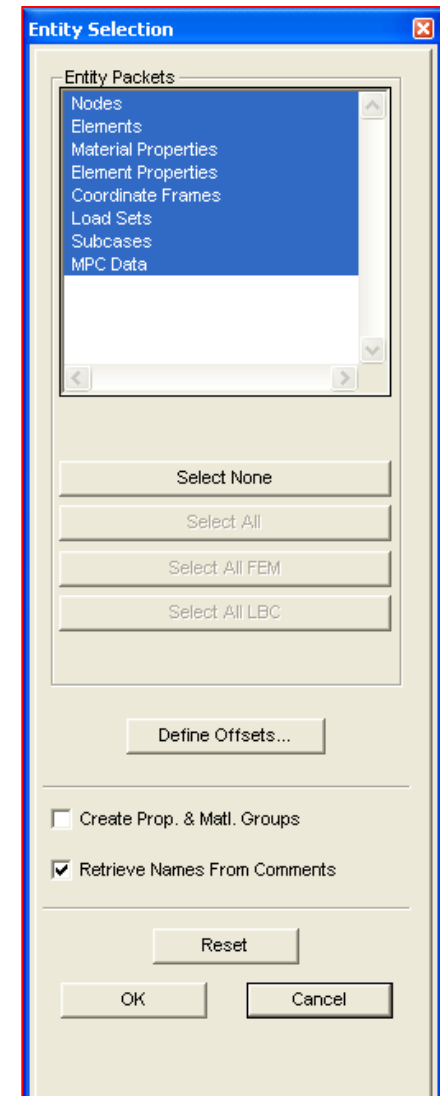 Entity Selection
Entity Packets
Nodes
Elements
Material Properties
Element Properties
Coordinate Frames
Load Sets
Subcases
MPC Data
Select None
Select All
Select All FEM
Select All LBC
Define Offsets...
Create Prop. & Matl. Groups
Retrieve Names From Comments
Reset
OK Cancel